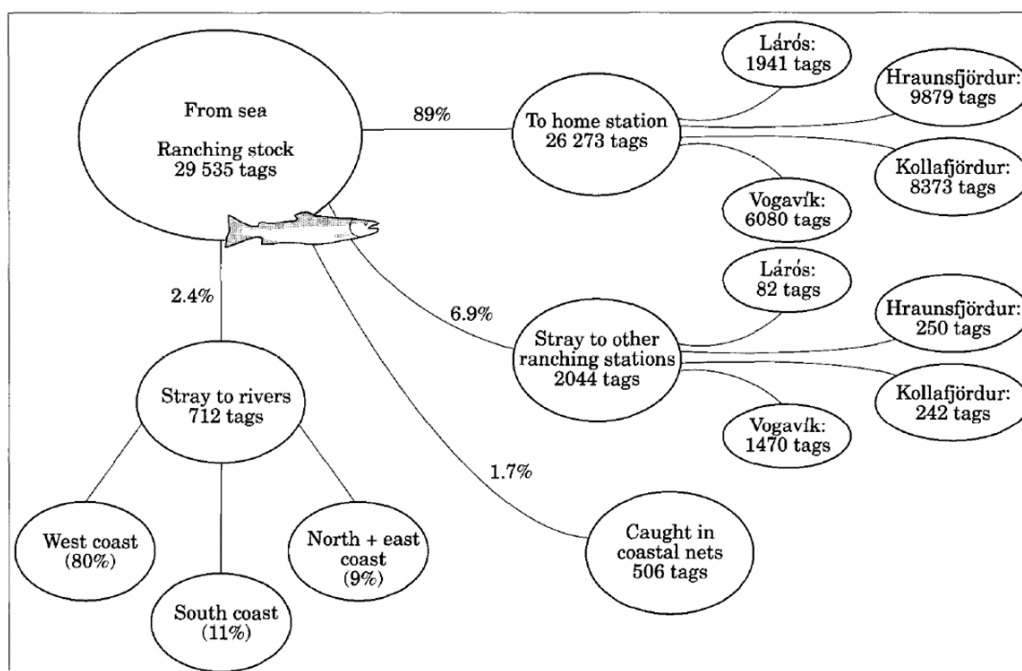 From sea
Ranching stock
29 535 tags
89%
To home station
26 273 tags
Lárós:
1941 tags
Hraunsfjördur:
9879 tags
Kollafjördur:
8373 tags
Vogavík:
6080 tags
2.4%
6.9%
Stray to other
ranching stations
2044 tags
Lárós:
82 tags
Hraunsfjördur:
250 tags
Kollafjördur:
242 tags
Vogavík:
1470 tags
Stray to rivers
712 tags
West coast
(80%)
South coast
(11%)
North + east
coast
(9%)
1.7%
Caught in
coastal nets
506 tags